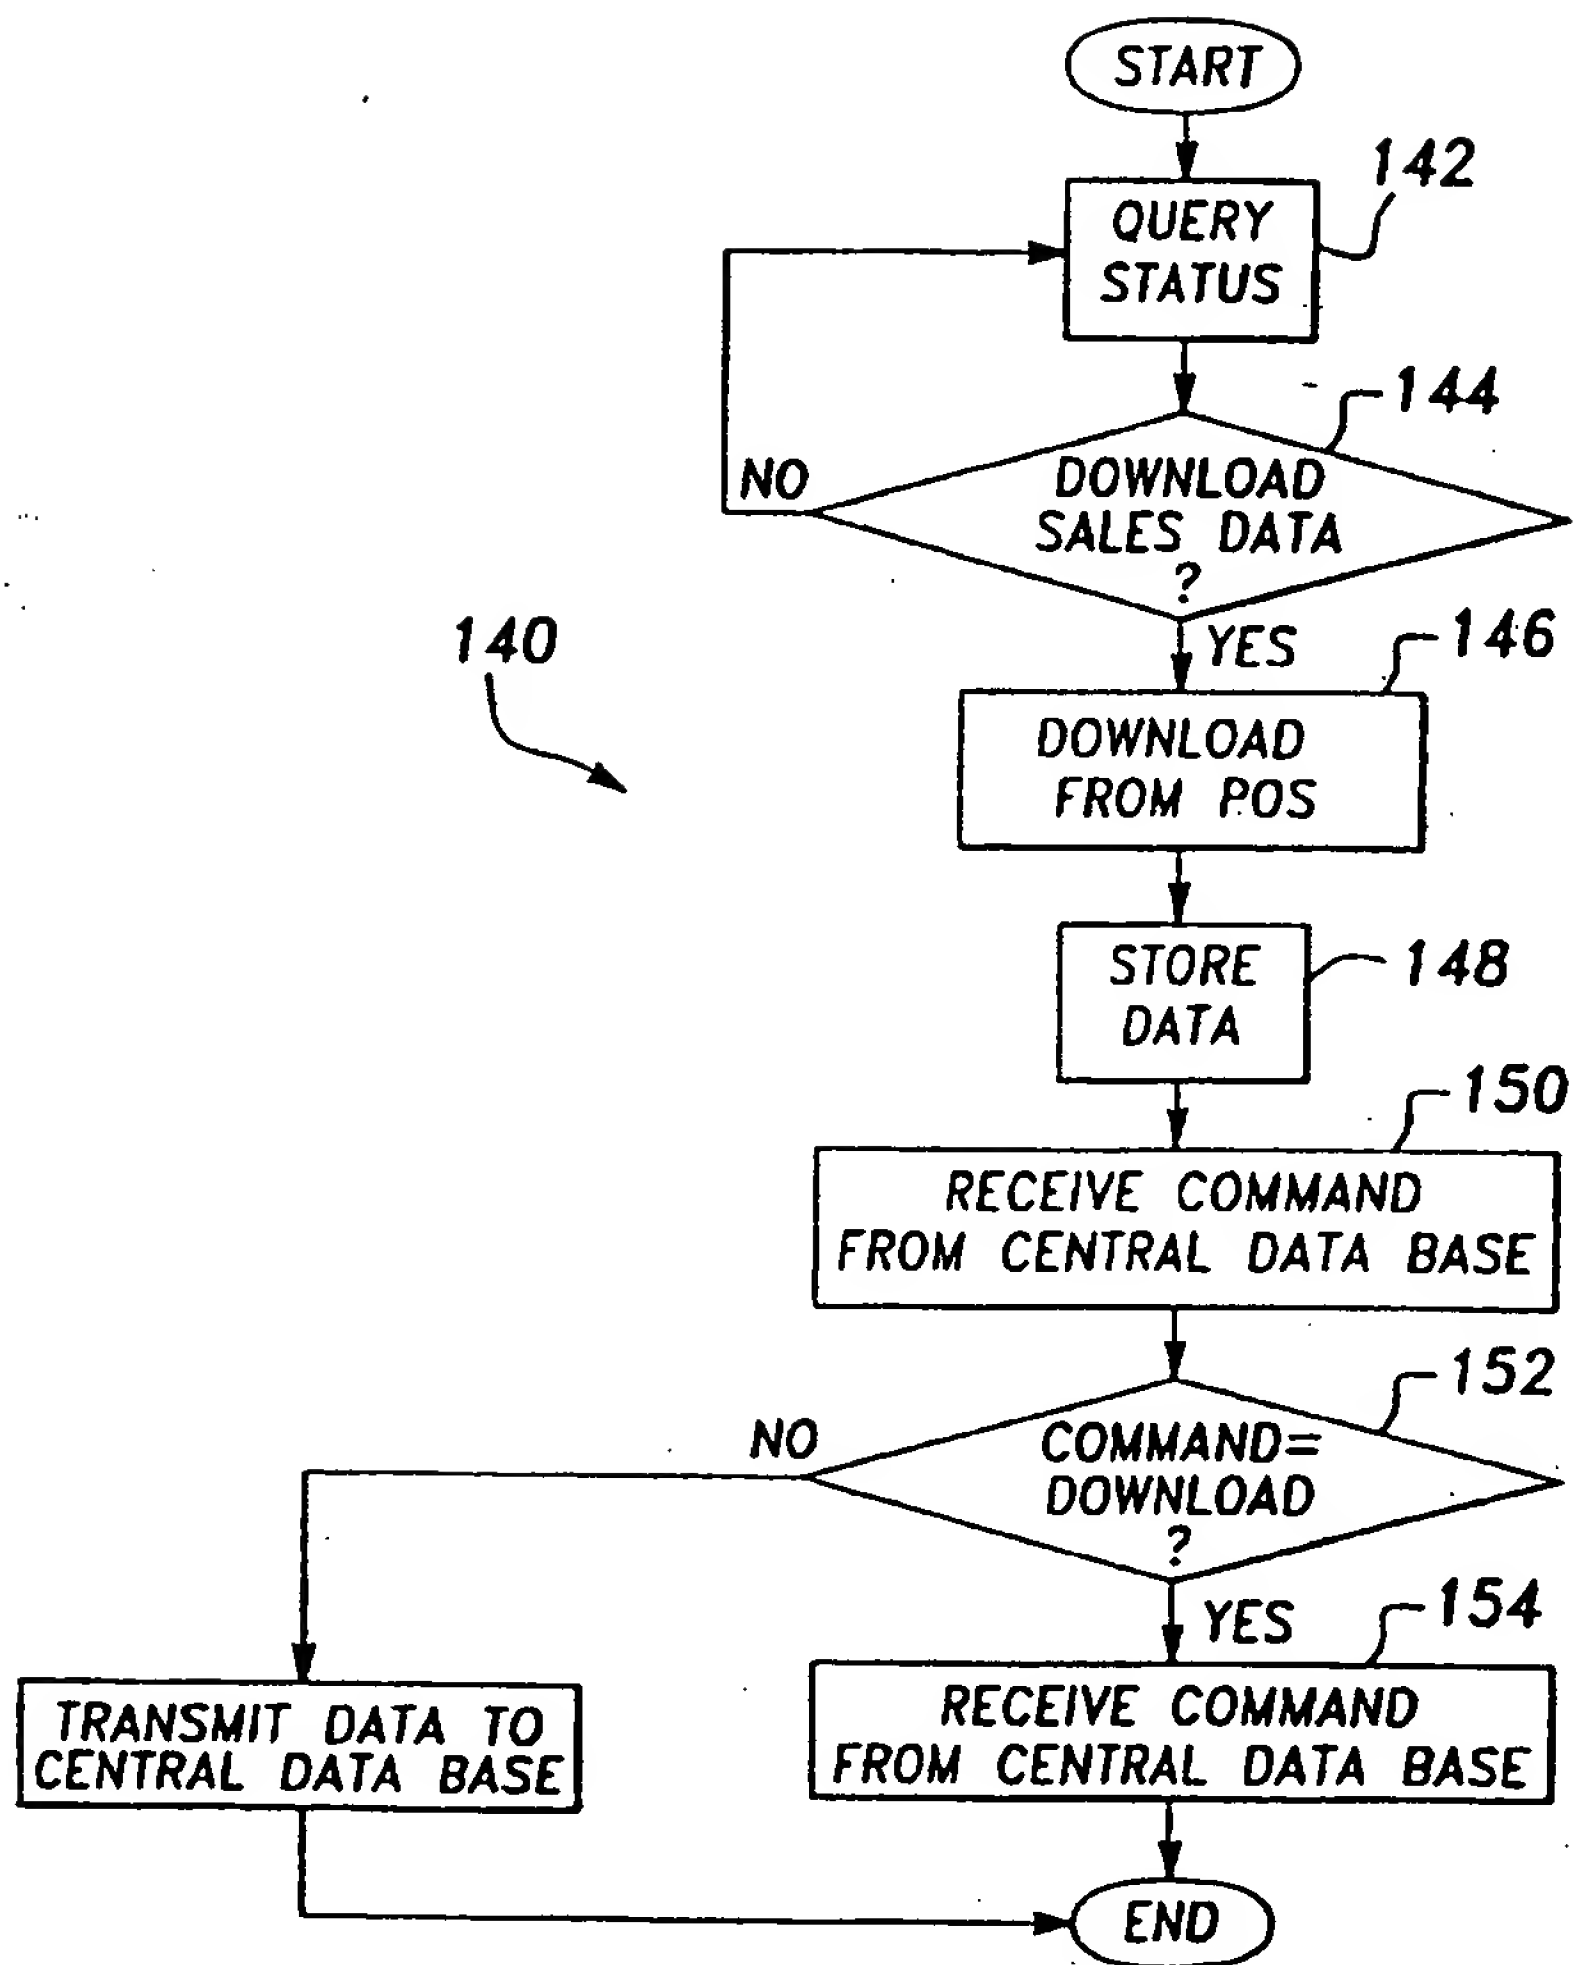 START
142
QUERY
STATUS
144
NO
DOWNLOAD
SALES DATA
?
140
YES
146
DOWNLOAD
FROM POS
STORE
DATA
148
150
RECEIVE COMMAND
FROM CENTRAL DATA BASE
152
NO
COMMAND=
DOWNLOAD
?
YES
154
TRANSMIT DATA TO
CENTRAL DATA BASE
RECEIVE COMMAND
FROM CENTRAL DATA BASE
END